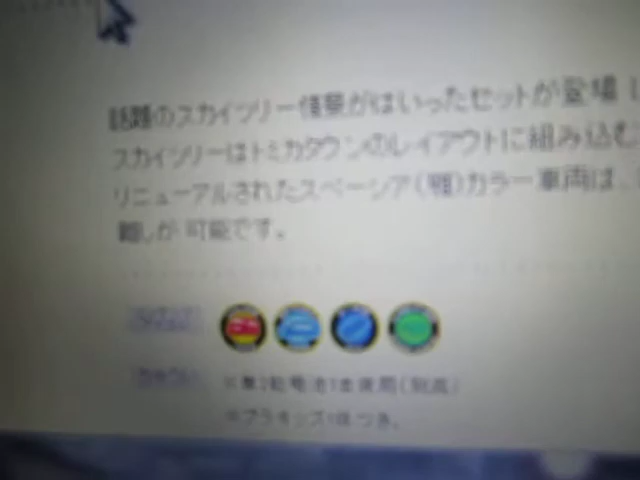 話題のスカイツリー情景がはいったセットが登場
スカイツリーはトミカタウンのレイアウトに組み込む
リニューアルされたスペーシア(雅)カラー車両は、
離しが可能です。
※単2乾電池1本使用(別売)
※プラキッズ1体つき。